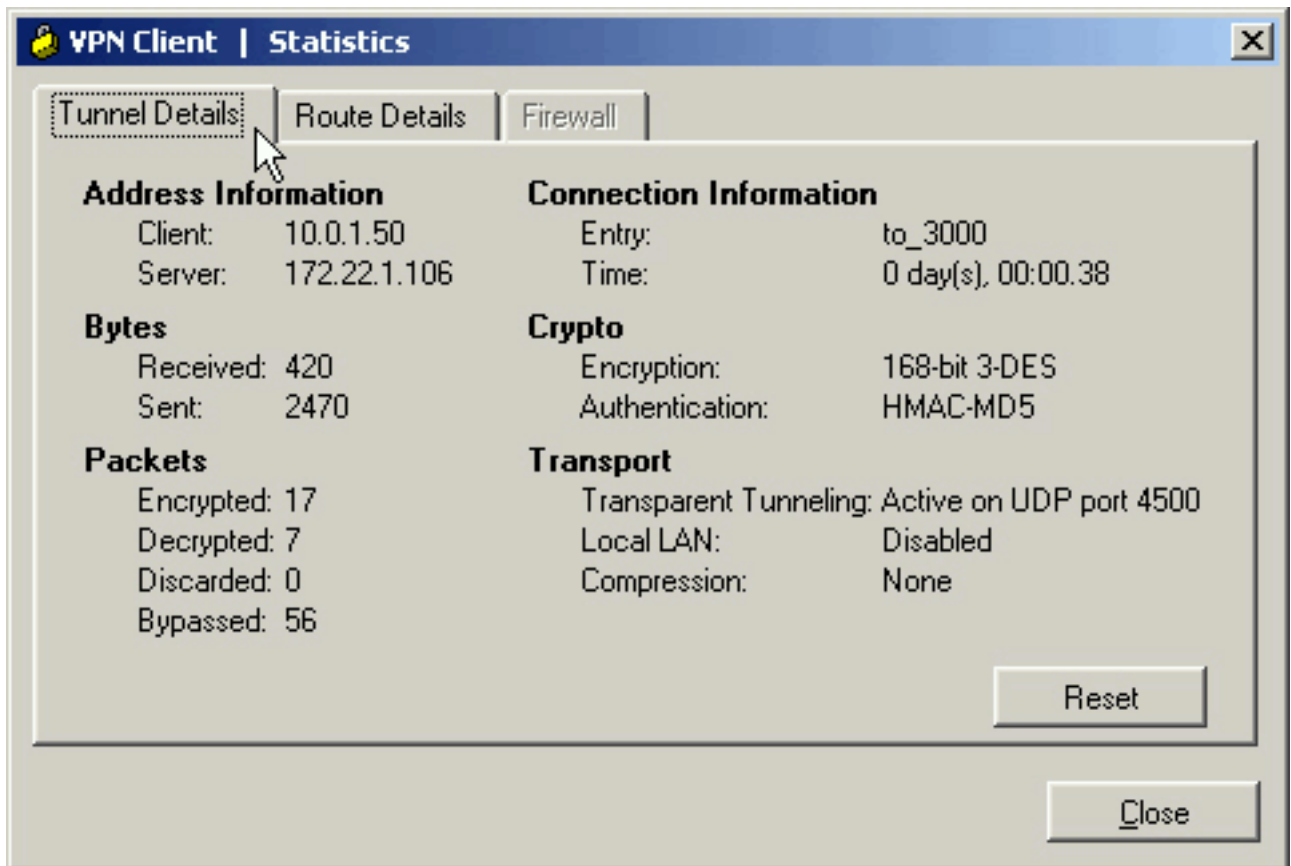 VPN Client | Statistics
Tunnel Details Route Details Firewall
Address Information
Client: 10.0.1.50
Server: 172.22.1.106
Connection Information
Entry: to_3000
Time: 0 day(s), 00:00.38
Bytes
Received: 420
Sent: 2470
Crypto
Encryption: 168-bit 3-DES
Authentication: HMAC-MD5
Packets
Encrypted: 17
Decrypted: 7
Discarded: 0
Bypassed: 56
Transport
Transparent Tunneling: Active on UDP port 4500
Local LAN: Disabled
Compression: None
Reset
Close